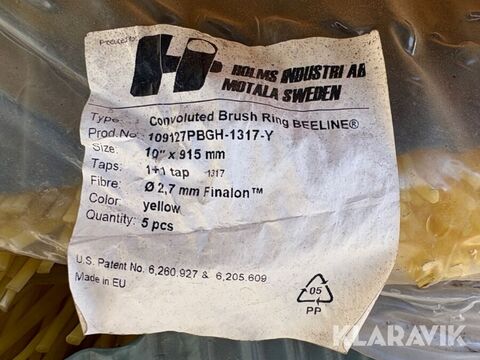 Produced for:
HOLMS INDUSTRI AB
MOTALA SWEDEN
Type: Convoluted Brush Ring BEELINE®
Prod.No: 109127PBGH-1317-Y
Size: 10" x 915 mm
Taps: 1+1 tap 1317
Fibre: Ø 2,7 mm Finalon™
Color: yellow
Quantity: 5 pcs
U.S. Patent No. 6,260,927 & 6,205,609
Made in EU
05
PP
KLARAVIK